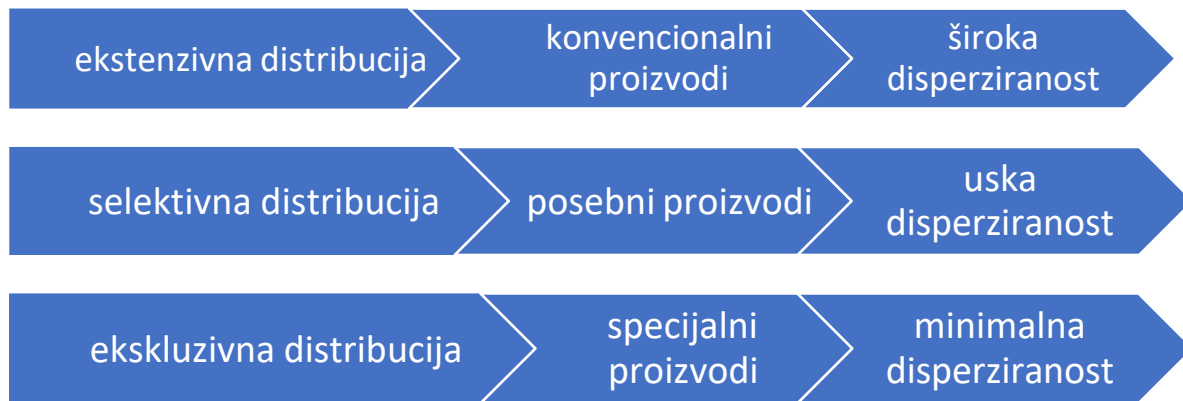 ekstenzivna distribucija
konvencionalni
proizvodi
široka
disperziranost
selektivna distribucija
posebni proizvodi
uska
disperziranost
ekskluzivna distribucija
specijalni
proizvodi
minimalna
disperziranost